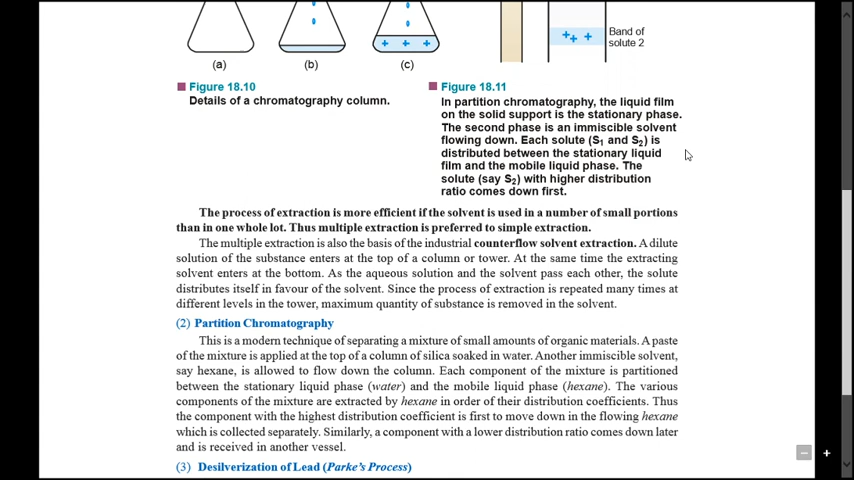 + + +
+ + +
Band of
solute 2
(a)
(b)
(c)
Figure 18.10
Details of a chromatography column.
Figure 18.11
In partition chromatography, the liquid film
on the solid support is the stationary phase.
The second phase is an immiscible solvent
flowing down. Each solute (S₁ and S₂) is
distributed between the stationary liquid
film and the mobile liquid phase. The
solute (say S₂) with higher distribution
ratio comes down first.
The process of extraction is more efficient if the solvent is used in a number of small portions
than in one whole lot. Thus multiple extraction is preferred to simple extraction.
The multiple extraction is also the basis of the industrial counterflow solvent extraction. A dilute
solution of the substance enters at the top of a column or tower. At the same time the extracting
solvent enters at the bottom. As the aqueous solution and the solvent pass each other, the solute
distributes itself in favour of the solvent. Since the process of extraction is repeated many times at
different levels in the tower, maximum quantity of substance is removed in the solvent.
(2) Partition Chromatography
This is a modern technique of separating a mixture of small amounts of organic materials. A paste
of the mixture is applied at the top of a column of silica soaked in water. Another immiscible solvent,
say hexane, is allowed to flow down the column. Each component of the mixture is partitioned
between the stationary liquid phase (water) and the mobile liquid phase (hexane). The various
components of the mixture are extracted by hexane in order of their distribution coefficients. Thus
the component with the highest distribution coefficient is first to move down in the flowing hexane
which is collected separately. Similarly, a component with a lower distribution ratio comes down later
and is received in another vessel.
(3) Desilverization of Lead (Parke's Process)